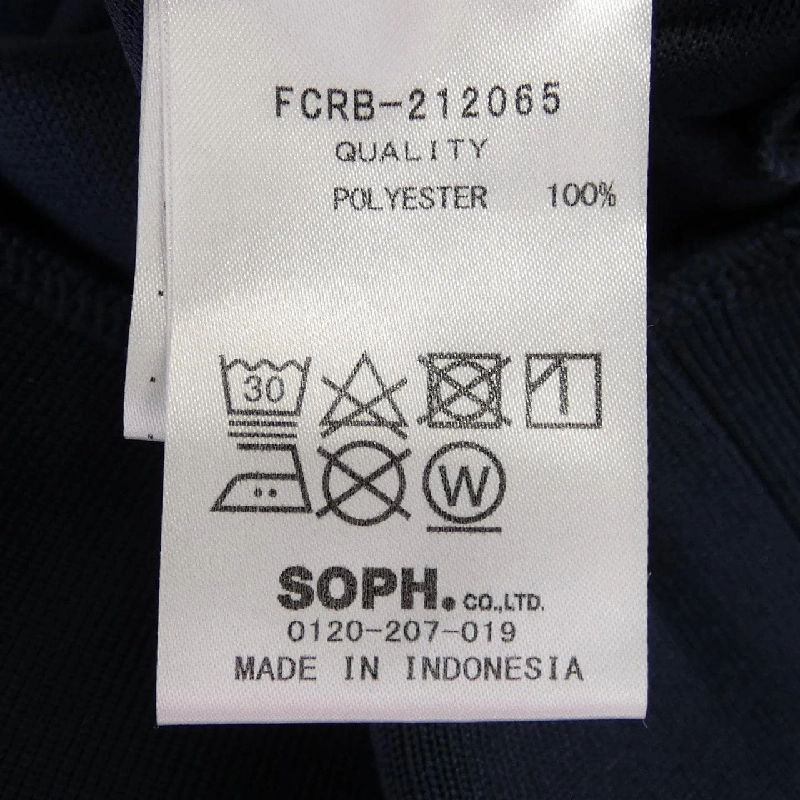 FCRB-212065
QUALITY
POLYESTER 100%
30
W
SOPH. CO.,LTD.
0120-207-019
MADE IN INDONESIA